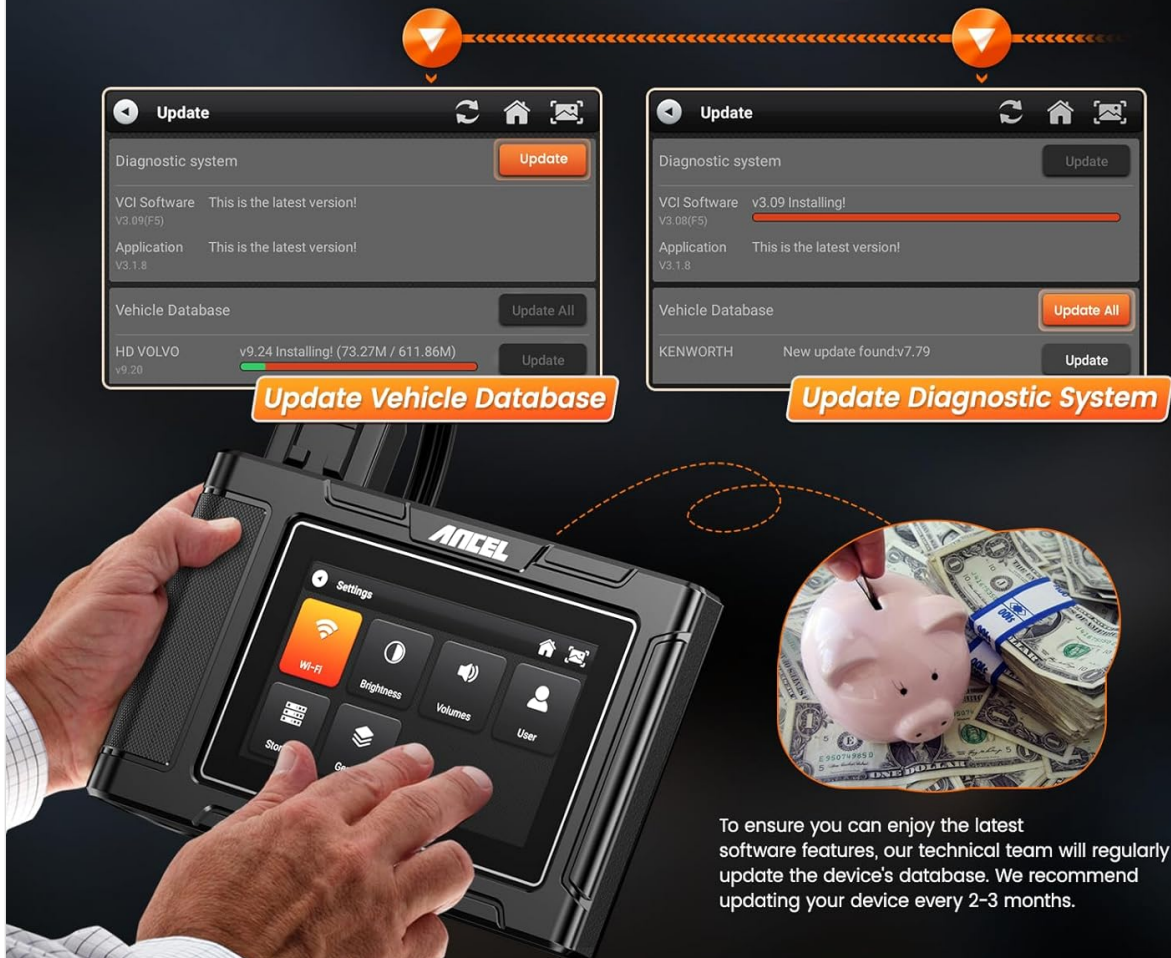 Update
Diagnostic system
Update
VCI Software This is the latest version!
V3.09(F5)
Application This is the latest version!
V3.1.8
Vehicle Database
Update All
HD VOLVO v9.24 Installing! (73.27M / 611.86M)
v9.20
Update
Update Vehicle Database
Update
Diagnostic system
Update
VCI Software v3.09 Installing!
V3.08(F5)
Application This is the latest version!
V3.1.8
Vehicle Database
Update All
KENWORTH New update found:v7.79
Update
Update Diagnostic System
ANCEL
Settings
Wi-Fi
Brightness
Volumes
User
ONE DOLLAR
To ensure you can enjoy the latest
software features, our technical team will regularly
update the device's database. We recommend
updating your device every 2-3 months.